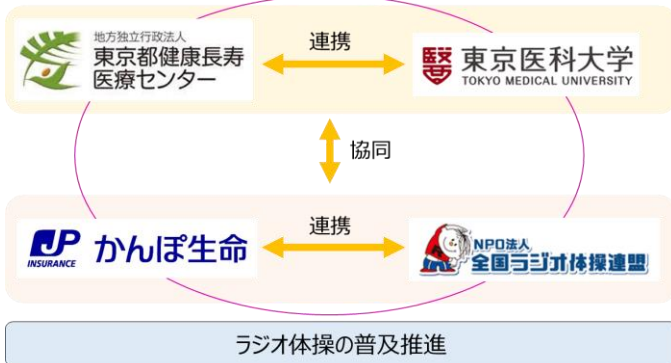 地方独立行政法人
東京都健康長寿
医療センター
連携
醫 東京医科大学
TOKYO MEDICAL UNIVERSITY
協同
JP
INSURANCE
かんぽ生命
連携
NPO法人
全国ラジオ体操連盟
ラジオ体操の普及推進